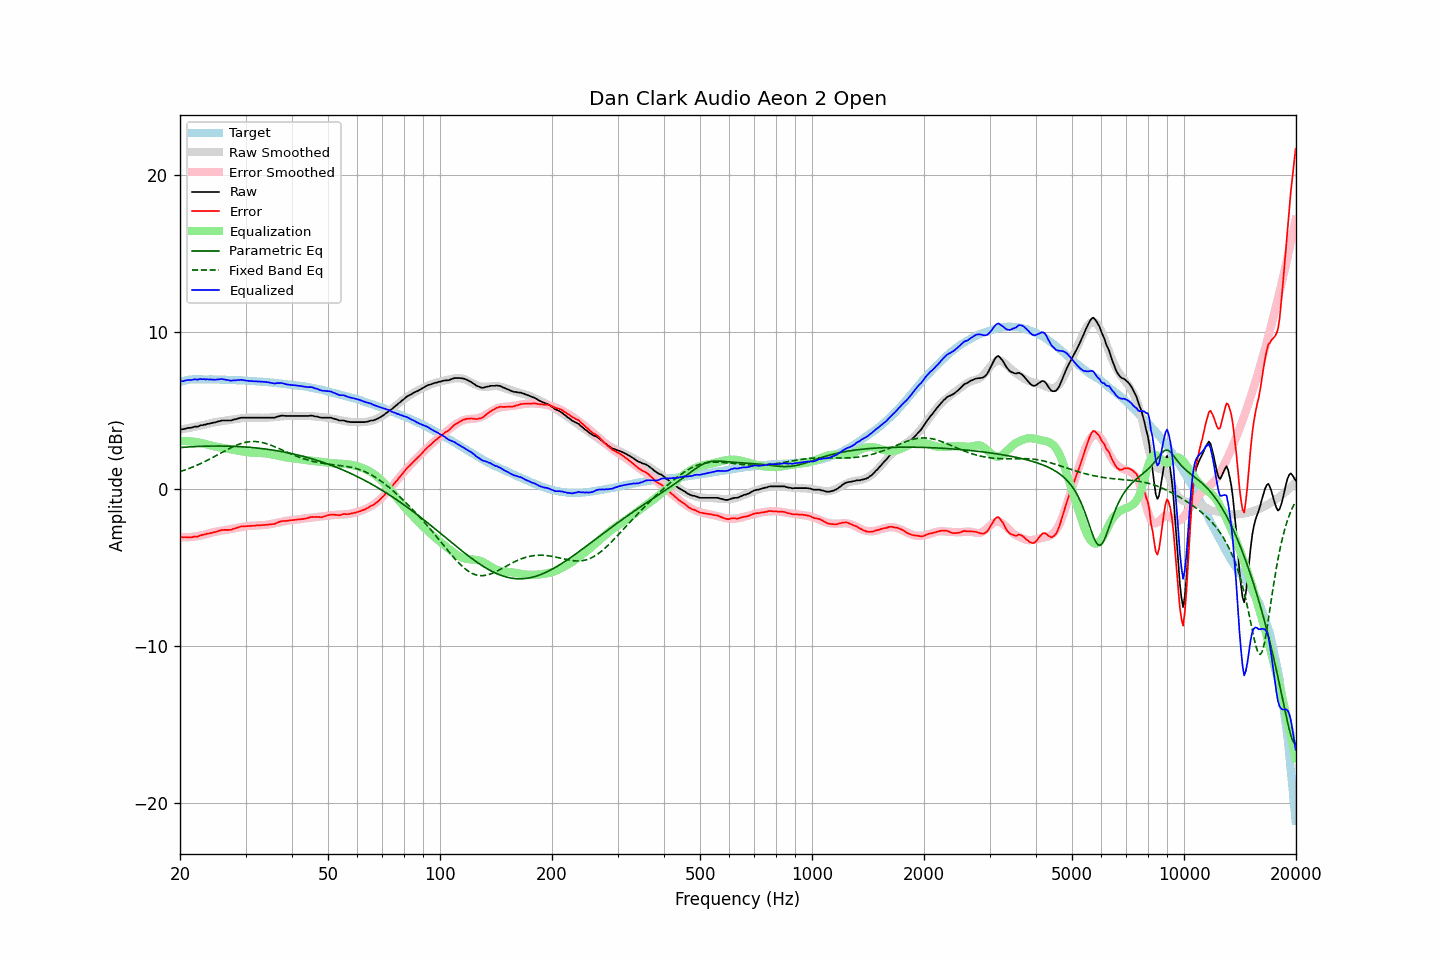 Dan Clark Audio Aeon 2 Open
Target
Raw Smoothed
Error Smoothed
Raw
Error
Equalization
Parametric Eq
Fixed Band Eq
Equalized
20
10
0
−10
−20
Amplitude (dBr)
20 50 100 200 500 1000 2000 5000 10000 20000
Frequency (Hz)